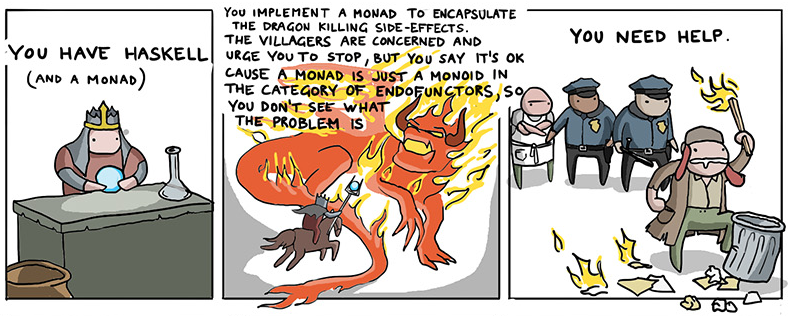 YOU HAVE HASKELL
(AND A MONAD)
YOU IMPLEMENT A MONAD TO ENCAPSULATE
THE DRAGON KILLING SIDE-EFFECTS.
THE VILLAGERS ARE CONCERNED AND
URGE YOU TO STOP, BUT YOU SAY IT'S OK
CAUSE A MONAD IS JUST A MONOID IN
THE CATEGORY OF ENDOFUNCTORS, SO
YOU DON'T SEE WHAT
THE PROBLEM IS
YOU NEED HELP.